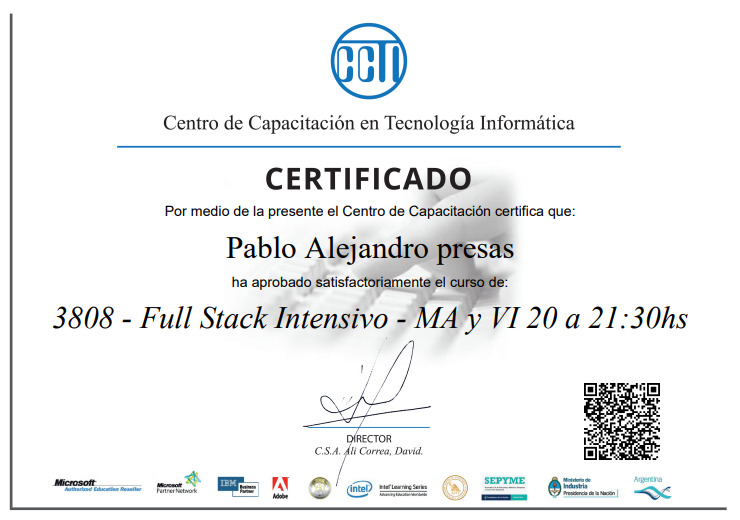 CCTI
Centro de Capacitación en Tecnología Informática
CERTIFICADO
Por medio de la presente el Centro de Capacitación certifica que:
Pablo Alejandro presas
ha aprobado satisfactoriamente el curso de:
3808 - Full Stack Intensivo - MA y VI 20 a 21:30hs
DIRECTOR
C.S.A. Ali Correa, David.
Microsoft
Authorized Education Reseller
Microsoft
Partner Network
IBM
Business
Partner
Adobe
intel
Intel® Learning Series
Advancing Education Worldwide
SEPYME
Ministerio de
Industria
Presidencia de la Nación
Argentina